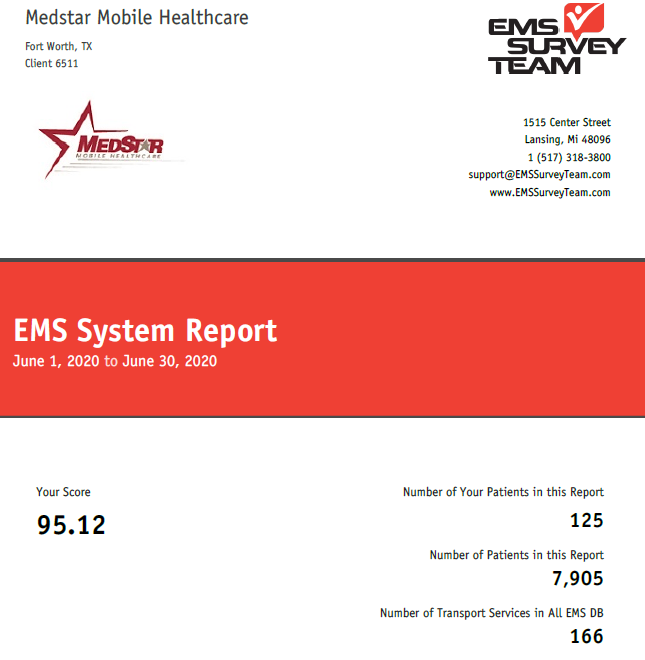 Medstar Mobile Healthcare
Fort Worth, TX
Client 6511
EMS
SURVEY
TEAM
MEDSTAR
MOBILE HEALTHCARE
1515 Center Street
Lansing, Mi 48096
1 (517) 318-3800
support@EMSSurveyTeam.com
www.EMSSurveyTeam.com
EMS System Report
June 1, 2020 to June 30, 2020
Your Score
95.12
Number of Your Patients in this Report
125
Number of Patients in this Report
7,905
Number of Transport Services in All EMS DB
166